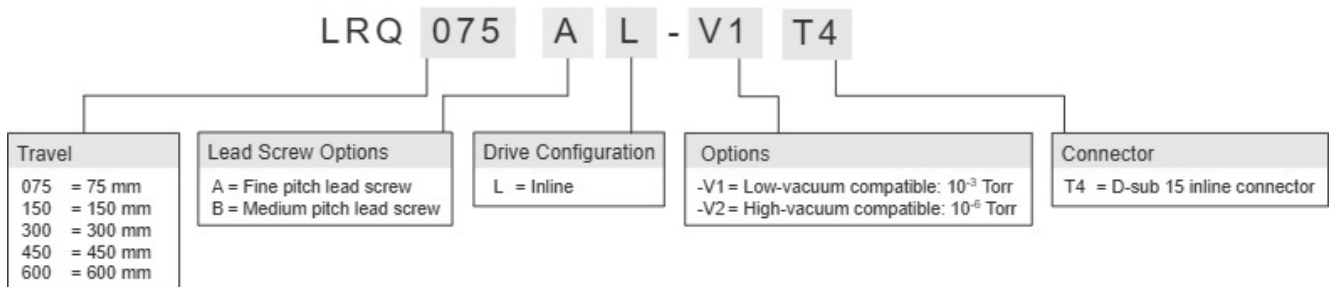 LRQ 075 A L - V1 T4
Travel
075 = 75 mm
150 = 150 mm
300 = 300 mm
450 = 450 mm
600 = 600 mm
Lead Screw Options
A = Fine pitch lead screw
B = Medium pitch lead screw
Drive Configuration
L = Inline
Options
-V1 = Low-vacuum compatible: 10⁻³ Torr
-V2 = High-vacuum compatible: 10⁻⁶ Torr
Connector
T4 = D-sub 15 inline connector